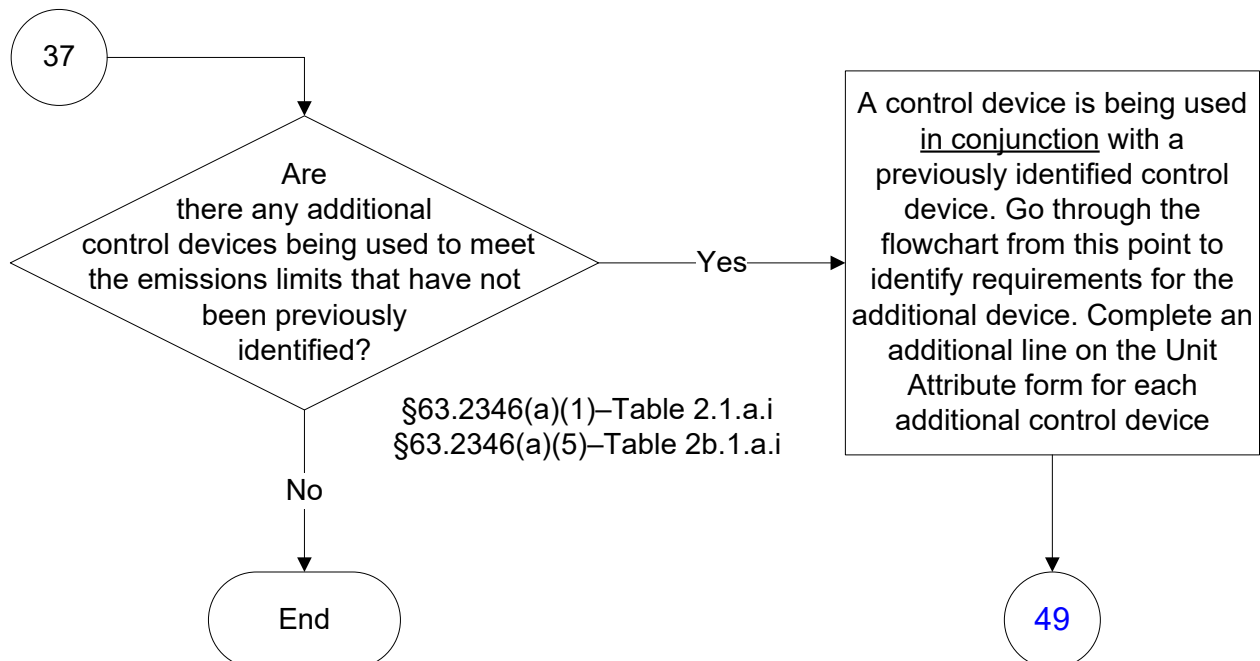 37
Are
there any additional
control devices being used to meet
the emissions limits that have not
been previously
identified?
Yes
A control device is being used
in conjunction with a
previously identified control
device. Go through the
flowchart from this point to
identify requirements for the
additional device. Complete an
additional line on the Unit
Attribute form for each
additional control device
§63.2346(a)(1)–Table 2.1.a.i
§63.2346(a)(5)–Table 2b.1.a.i
No
End
49